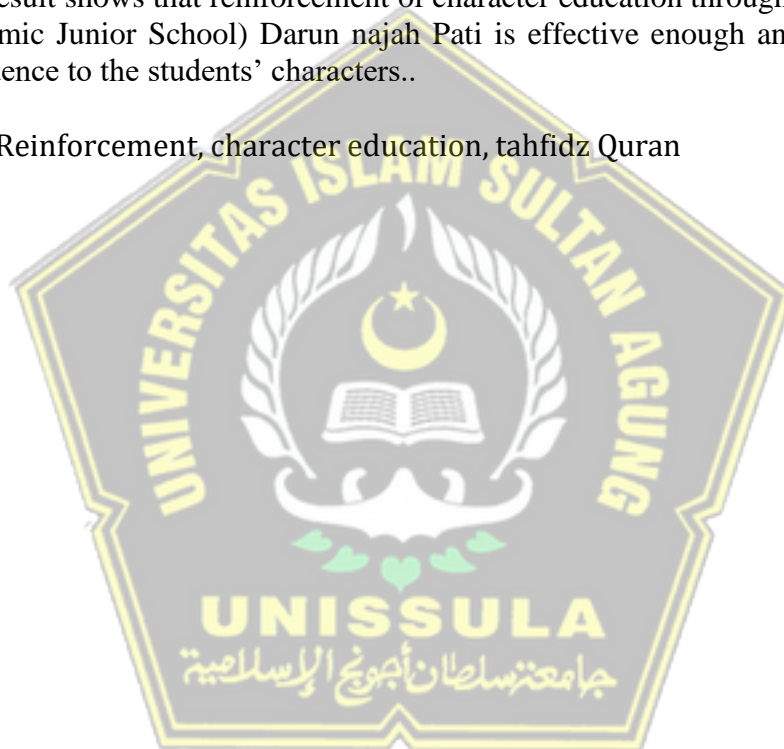 esult shows that reinforcement of character education through
mic Junior School) Darun najah Pati is effective enough an
ence to the students’ characters..
Reinforcement, character education, tahfidz Quran
UNIVERSITAS ISLAM SULTAN AGUNG
UNISSULA
جامعة سلطان أجونج الإسلامية